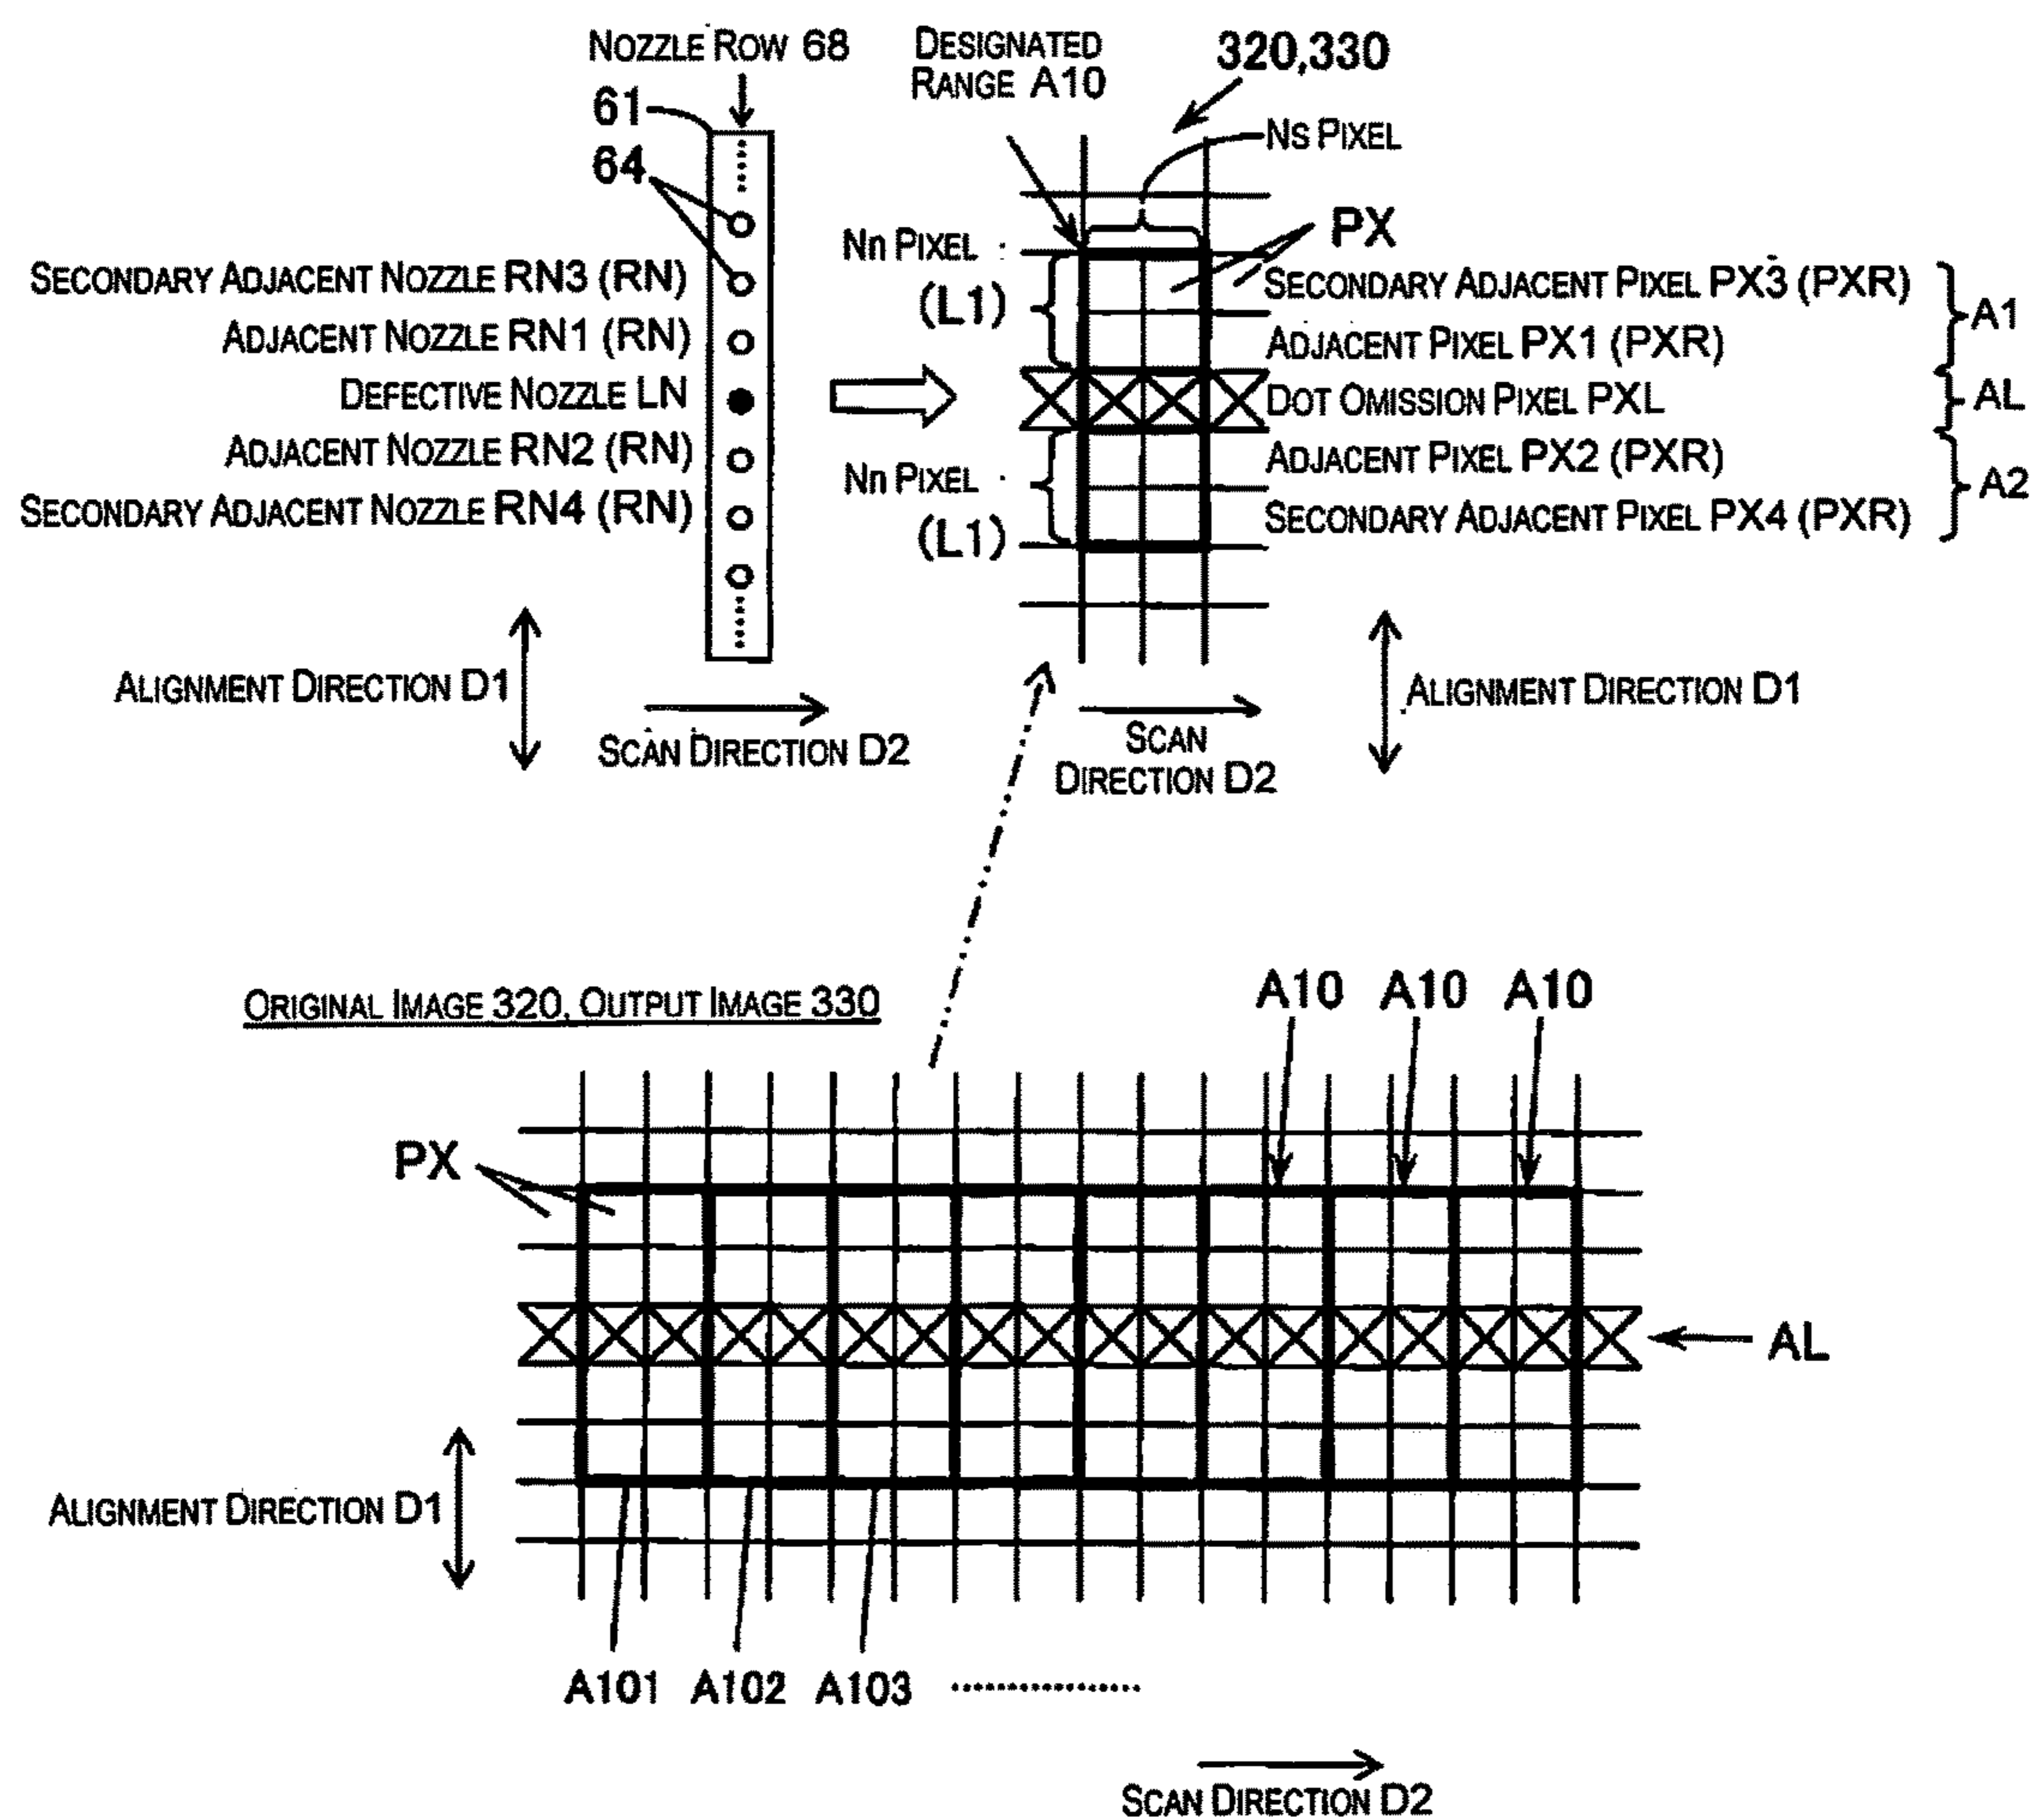 NOZZLE ROW 68
61
64
SECONDARY ADJACENT NOZZLE RN3 (RN)
ADJACENT NOZZLE RN1 (RN)
DEFECTIVE NOZZLE LN
ADJACENT NOZZLE RN2 (RN)
SECONDARY ADJACENT NOZZLE RN4 (RN)
ALIGNMENT DIRECTION D1
SCAN DIRECTION D2
DESIGNATED
RANGE A10
320,330
NS PIXEL
PX
Nn PIXEL
(L1)
SECONDARY ADJACENT PIXEL PX3 (PXR)
A1
ADJACENT PIXEL PX1 (PXR)
DOT OMISSION PIXEL PXL
AL
ADJACENT PIXEL PX2 (PXR)
Nn PIXEL
A2
SECONDARY ADJACENT PIXEL PX4 (PXR)
(L1)
SCAN
DIRECTION D2
ALIGNMENT DIRECTION D1
ORIGINAL IMAGE 320, OUTPUT IMAGE 330
A10 A10 A10
PX
AL
ALIGNMENT DIRECTION D1
A101 A102 A103
SCAN DIRECTION D2